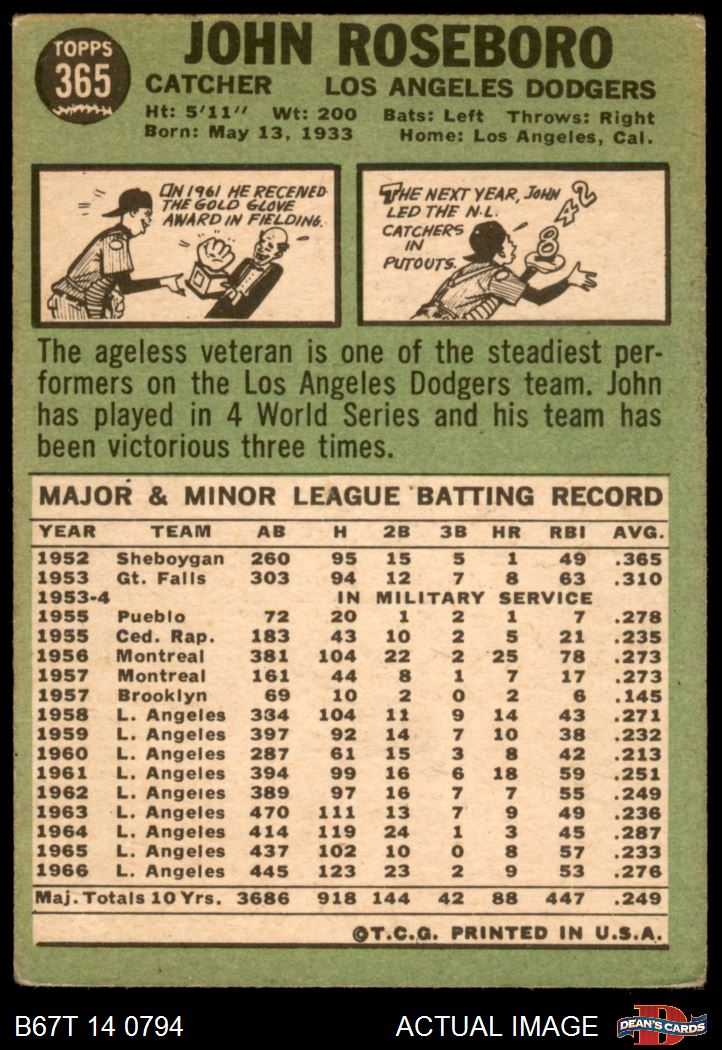 TOPPS
365
JOHN ROSEBORO
CATCHER LOS ANGELES DODGERS
Ht: 5'11" Wt: 200 Bats: Left Throws: Right
Born: May 13, 1933 Home: Los Angeles, Cal.
IN 1961 HE RECENED
THE GOLD GLOVE
AWARD IN FIELDING.
THE NEXT YEAR, JOHN
LED THE N.L.
CATCHERS
IN
PUTOUTS.
842
The ageless veteran is one of the steadiest per-
formers on the Los Angeles Dodgers team. John
has played in 4 World Series and his team has
been victorious three times.
MAJOR & MINOR LEAGUE BATTING RECORD
YEAR TEAM AB H 2B 3B HR RBI AVG.
1952 Sheboygan 260 95 15 5 1 49 .365
1953 Gt. Falls 303 94 12 7 8 63 .310
1953-4 IN MILITARY SERVICE
1955 Pueblo 72 20 1 2 1 7 .278
1955 Ced. Rap. 183 43 10 2 5 21 .235
1956 Montreal 381 104 22 2 25 78 .273
1957 Montreal 161 44 8 1 7 17 .273
1957 Brooklyn 69 10 2 0 2 6 .145
1958 L. Angeles 334 104 11 9 14 43 .271
1959 L. Angeles 397 92 14 7 10 38 .232
1960 L. Angeles 287 61 15 3 8 42 .213
1961 L. Angeles 394 99 16 6 18 59 .251
1962 L. Angeles 389 97 16 7 7 55 .249
1963 L. Angeles 470 111 13 7 9 49 .236
1964 L. Angeles 414 119 24 1 3 45 .287
1965 L. Angeles 437 102 10 0 8 57 .233
1966 L. Angeles 445 123 23 2 9 53 .276
Maj. Totals 10 Yrs. 3686 918 144 42 88 447 .249
©T.C.G. PRINTED IN U.S.A.
B67T 14 0794 ACTUAL IMAGE
D
DEAN'S CARDS